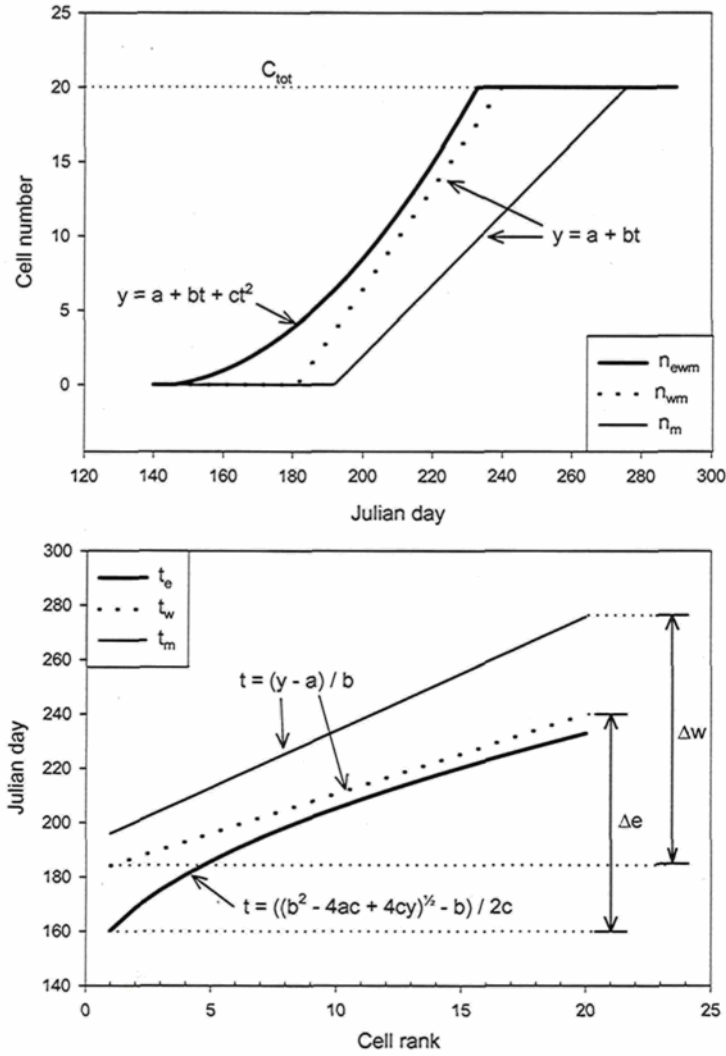 25
20
15
10
5
0
Cell number
C_tot
y = a + bt
y = a + bt + ct²
n_ewm
n_wm
n_m
120 140 160 180 200 220 240 260 280 300
Julian day
300
280
260
240
220
200
180
160
140
Julian day
t_e
t_w
t_m
t = (y - a) / b
Δw
Δe
t = ((b² - 4ac + 4cy)^½ - b) / 2c
0 5 10 15 20 25
Cell rank